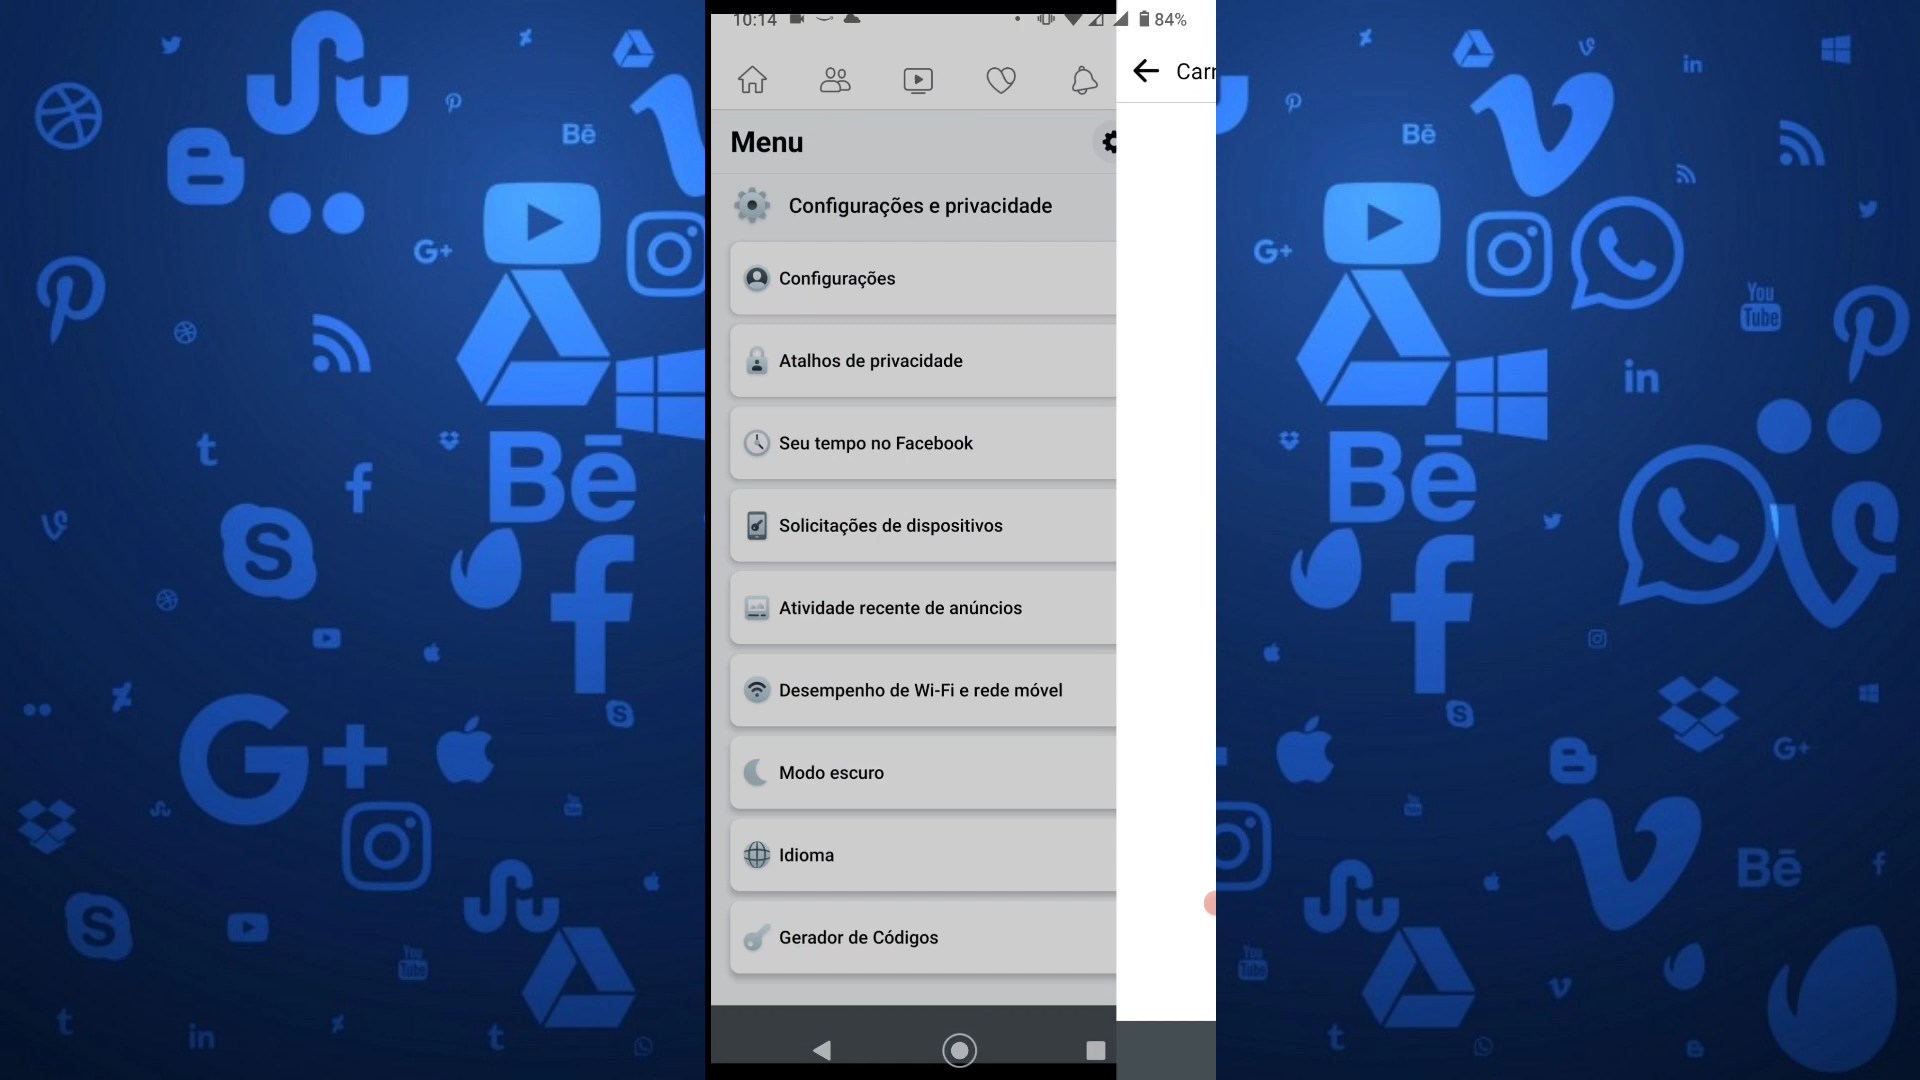 10:14
84%
Carr
Menu
Configurações e privacidade
Configurações
Atalhos de privacidade
Seu tempo no Facebook
Solicitações de dispositivos
Atividade recente de anúncios
Desempenho de Wi-Fi e rede móvel
Modo escuro
Idioma
Gerador de Códigos